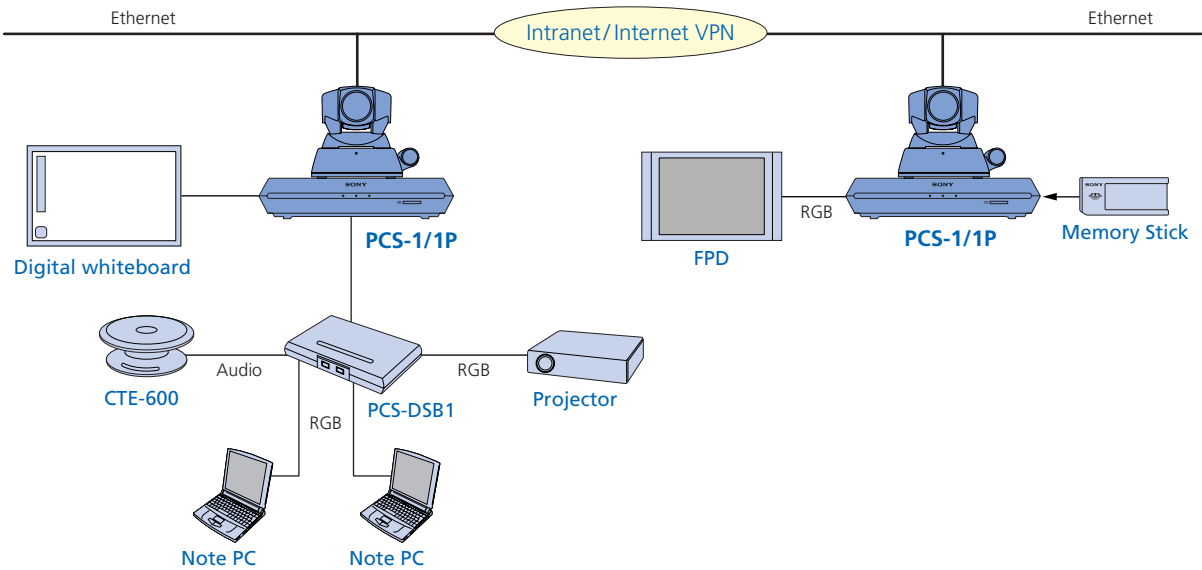 Ethernet
Intranet/Internet VPN
Ethernet
SONY
SONY
SONY
RGB
PCS-1/1P
PCS-1/1P
Memory Stick
Digital whiteboard
FPD
Audio
RGB
CTE-600
PCS-DSB1
Projector
RGB
Note PC
Note PC